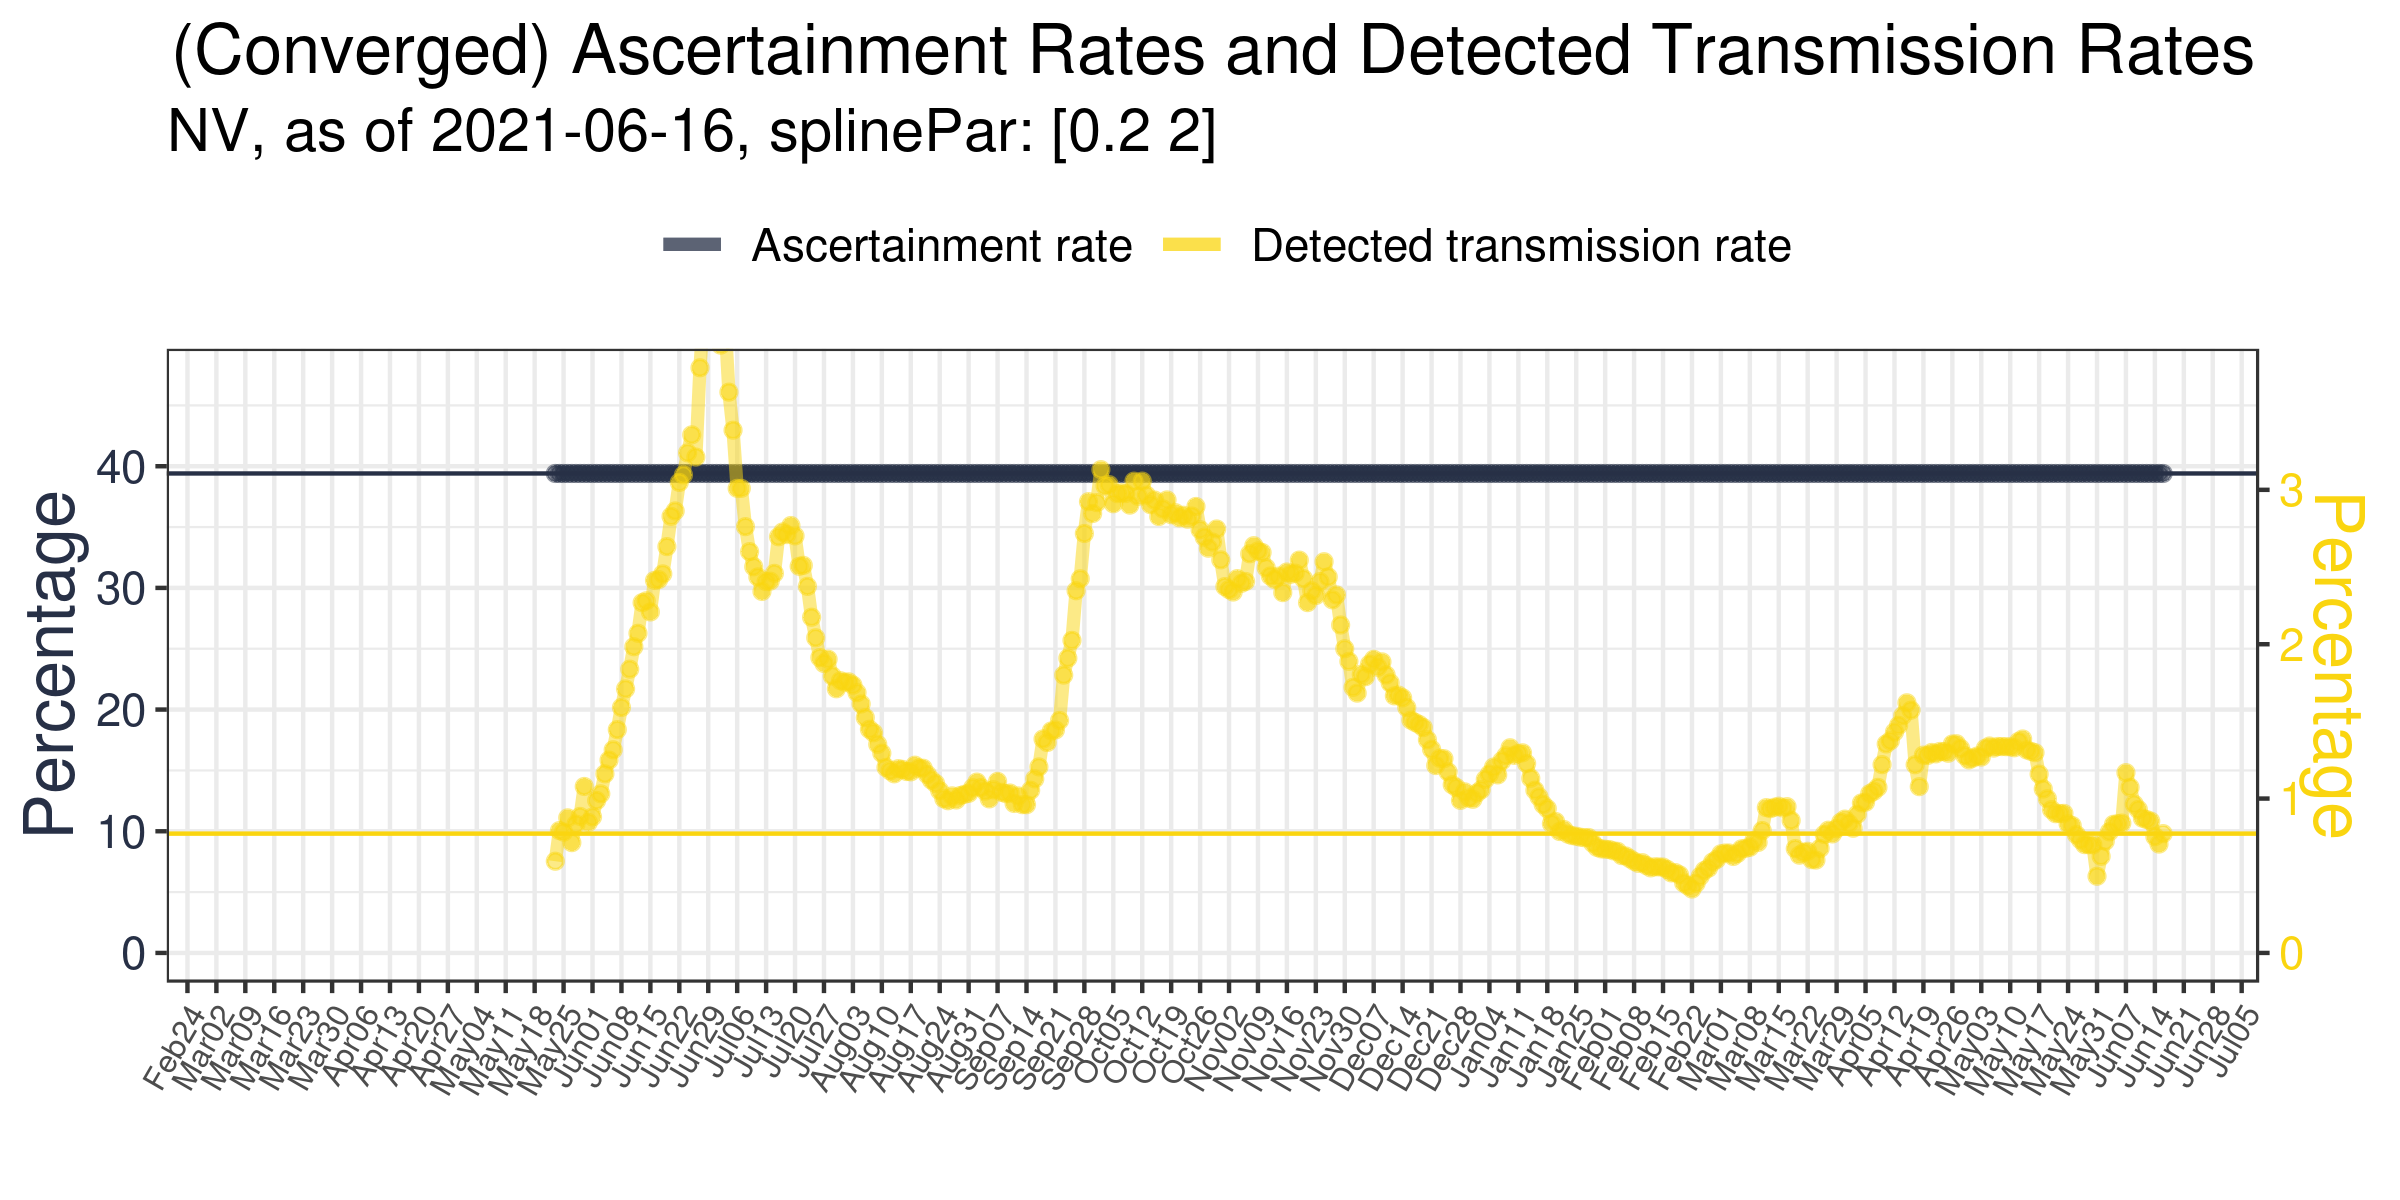 (Converged) Ascertainment Rates and Detected Transmission Rates
NV, as of 2021-06-16, splinePar: [0.2 2]
Ascertainment rate
Detected transmission rate
Percentage
40
30
20
10
0
3
2
1
0
Percentage
Feb24
Mar02
Mar09
Mar16
Mar23
Mar30
Apr06
Apr13
Apr20
Apr27
May04
May11
May18
May25
Jun01
Jun08
Jun15
Jun22
Jun29
Jul06
Jul13
Jul20
Jul27
Aug03
Aug10
Aug17
Aug24
Aug31
Sep07
Sep14
Sep21
Sep28
Oct05
Oct12
Oct19
Oct26
Nov02
Nov09
Nov16
Nov23
Nov30
Dec07
Dec14
Dec21
Dec28
Jan04
Jan11
Jan18
Jan25
Feb01
Feb08
Feb15
Feb22
Mar01
Mar08
Mar15
Mar22
Mar29
Apr05
Apr12
Apr19
Apr26
May03
May10
May17
May24
May31
Jun07
Jun14
Jun21
Jun28
Jul05